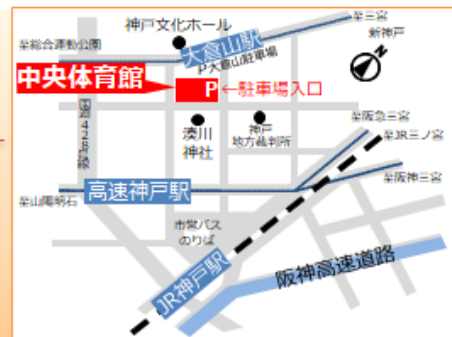 神戸文化ホール
至三宮
新神戸
至総合運動公園
大倉山駅
P大倉山駐車場
中央体育館
P
←駐車場入口
国道428号線
湊川
神社
神戸
地方裁判所
至阪急三宮
至JR三ノ宮
高速神戸駅
至阪神三宮
至山陽明石
市営バス
のりば
JR神戸駅
阪神高速道路
N